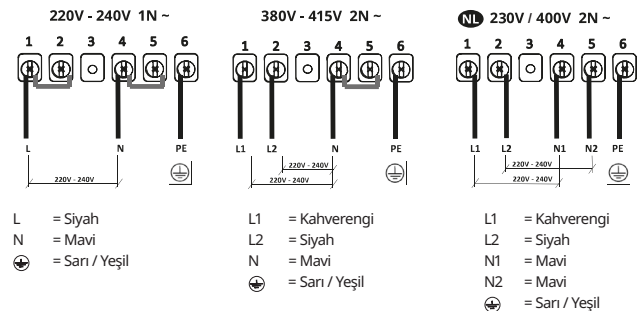 220V - 240V 1N ~
1 2 3 4 5 6
L N PE
220V - 240V
L = Siyah
N = Mavi
= Sarı / Yeşil
380V - 415V 2N ~
1 2 3 4 5 6
L1 L2 N PE
220V - 240V
220V - 240V
L1 = Kahverengi
L2 = Siyah
N = Mavi
= Sarı / Yeşil
NL 230V / 400V 2N ~
1 2 3 4 5 6
L1 L2 N1 N2 PE
220V - 240V
220V - 240V
L1 = Kahverengi
L2 = Siyah
N1 = Mavi
N2 = Mavi
= Sarı / Yeşil